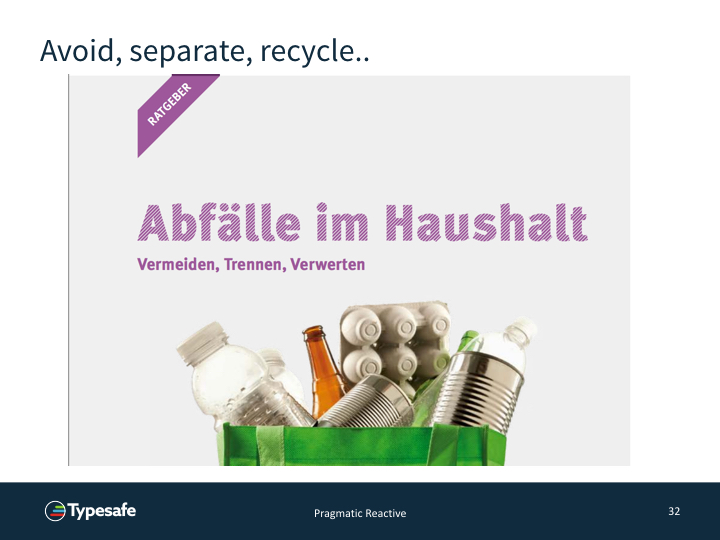 Avoid, separate, recycle..
RATGEBER
Abfälle im Haushalt
Vermeiden, Trennen, Verwerten
Typesafe
Pragmatic Reactive
32